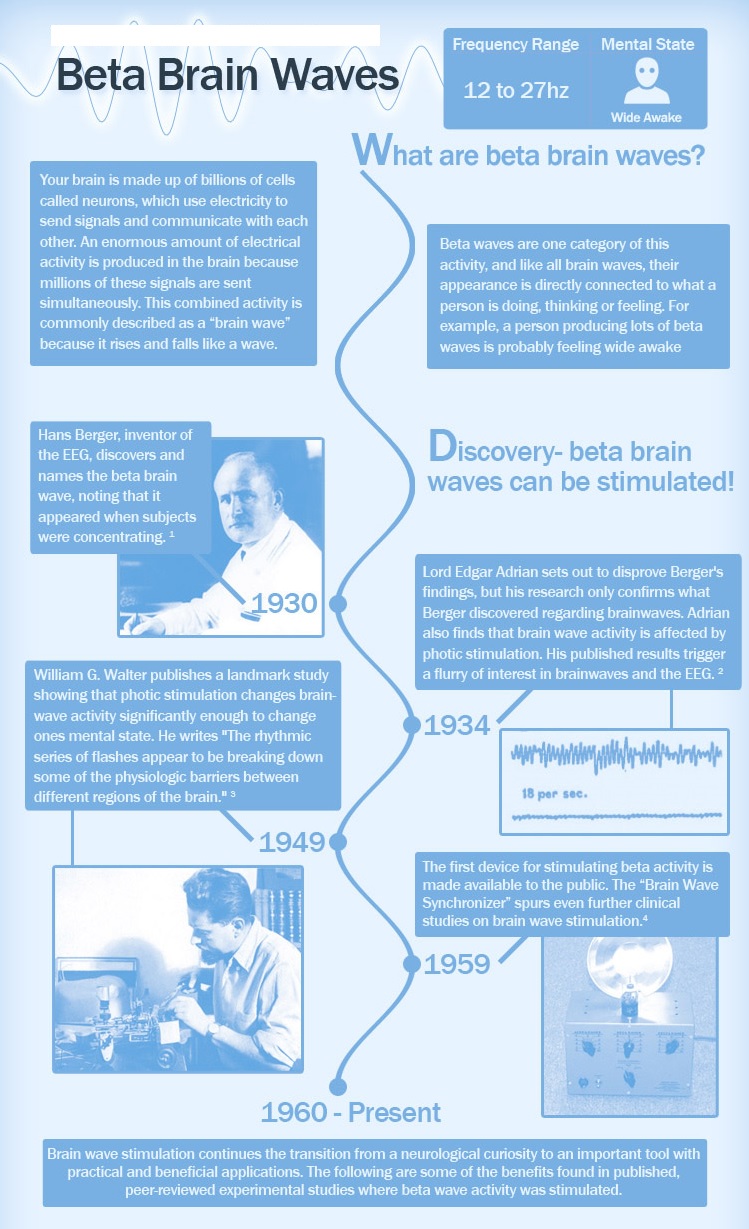 Beta Brain Waves
Frequency Range
12 to 27hz
Mental State
Wide Awake
What are beta brain waves?
Your brain is made up of billions of cells
called neurons, which use electricity to
send signals and communicate with each
other. An enormous amount of electrical
activity is produced in the brain because
millions of these signals are sent
simultaneously. This combined activity is
commonly described as a “brain wave”
because it rises and falls like a wave.
Beta waves are one category of this
activity, and like all brain waves, their
appearance is directly connected to what a
person is doing, thinking or feeling. For
example, a person producing lots of beta
waves is probably feeling wide awake
Discovery- beta brain
waves can be stimulated!
Hans Berger, inventor of
the EEG, discovers and
names the beta brain
wave, noting that it
appeared when subjects
were concentrating. ¹
1930
Lord Edgar Adrian sets out to disprove Berger's
findings, but his research only confirms what
Berger discovered regarding brainwaves. Adrian
also finds that brain wave activity is affected by
photic stimulation. His published results trigger
a flurry of interest in brainwaves and the EEG. ²
1934
18 per sec.
William G. Walter publishes a landmark study
showing that photic stimulation changes brain-
wave activity significantly enough to change
ones mental state. He writes "The rhythmic
series of flashes appear to be breaking down
some of the physiologic barriers between
different regions of the brain." ³
1949
The first device for stimulating beta activity is
made available to the public. The “Brain Wave
Synchronizer” spurs even further clinical
studies on brain wave stimulation.⁴
1959
1960 - Present
Brain wave stimulation continues the transition from a neurological curiosity to an important tool with
practical and beneficial applications. The following are some of the benefits found in published,
peer-reviewed experimental studies where beta wave activity was stimulated.